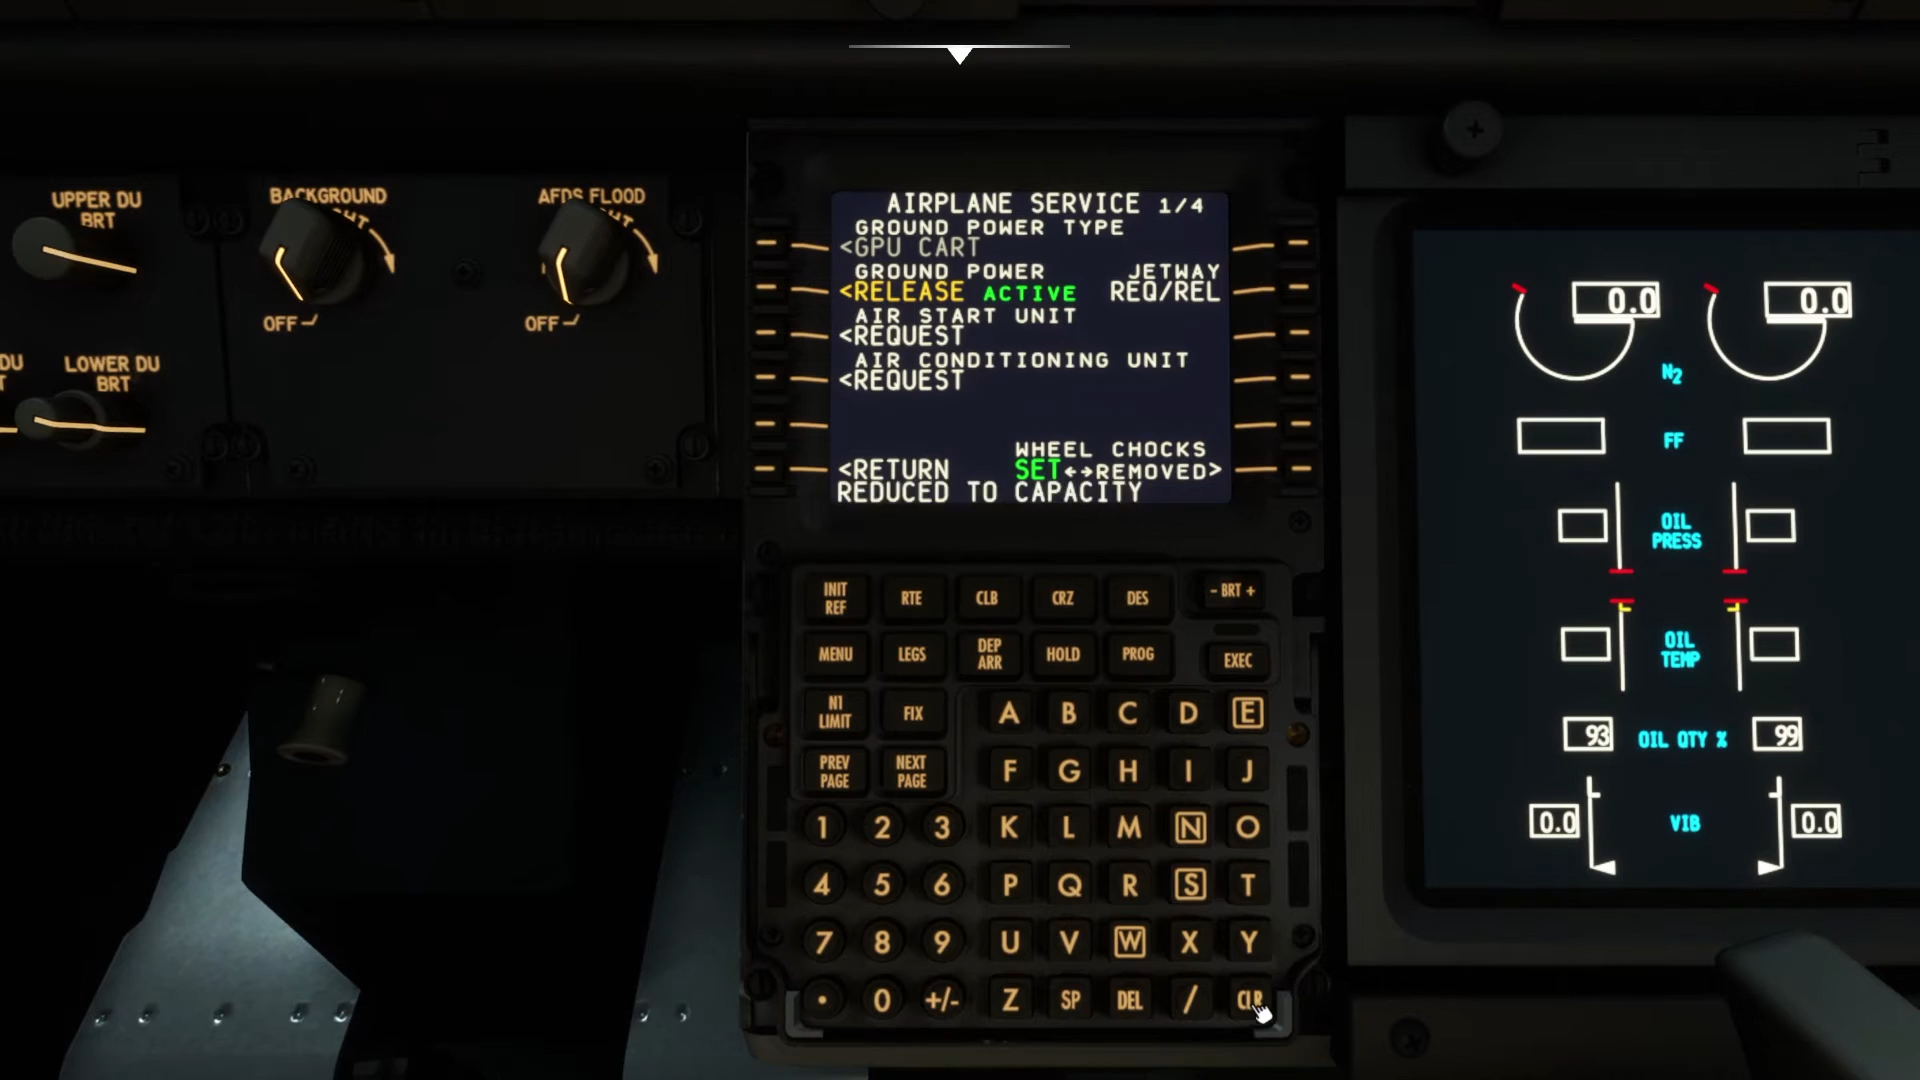 UPPER DU
BRT
BACKGROUND
OFF
AFDS FLOOD
OFF
LOWER DU
BRT
DU
AIRPLANE SERVICE 1/4
GROUND POWER TYPE
<GPU CART
GROUND POWER JETWAY
<RELEASE ACTIVE REQ/REL
AIR START UNIT
<REQUEST
AIR CONDITIONING UNIT
<REQUEST
WHEEL CHOCKS
<RETURN SET←→REMOVED>
REDUCED TO CAPACITY
INIT REF RTE CLB CRZ DES - BRT +
MENU LEGS DEP ARR HOLD PROG EXEC
N1 LIMIT FIX A B C D E
PREV PAGE NEXT PAGE F G H I J
1 2 3 K L M N O
4 5 6 P Q R S T
7 8 9 U V W X Y
. 0 +/- Z SP DEL / CLR
0.0 0.0
N2
FF
OIL
PRESS
OIL
TEMP
93 OIL QTY % 99
0.0 VIB 0.0